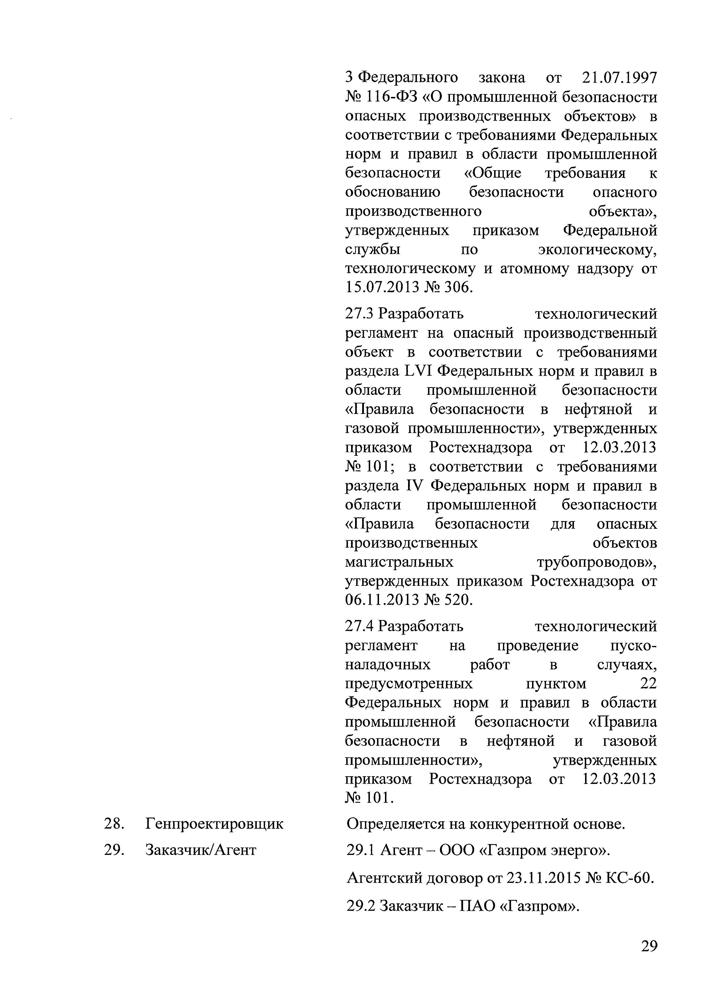 3 Федерального закона от 21.07.1997
№ 116-ФЗ «О промышленной безопасности
опасных производственных объектов» в
соответствии с требованиями Федеральных
норм и правил в области промышленной
безопасности «Общие требования к
обоснованию безопасности опасного
производственного объекта»,
утвержденных приказом Федеральной
службы по экологическому,
технологическому и атомному надзору от
15.07.2013 № 306.
27.3 Разработать технологический
регламент на опасный производственный
объект в соответствии с требованиями
раздела LVI Федеральных норм и правил в
области промышленной безопасности
«Правила безопасности в нефтяной и
газовой промышленности», утвержденных
приказом Ростехнадзора от 12.03.2013
№ 101; в соответствии с требованиями
раздела IV Федеральных норм и правил в
области промышленной безопасности
«Правила безопасности для опасных
производственных объектов
магистральных трубопроводов»,
утвержденных приказом Ростехнадзора от
06.11.2013 № 520.
27.4 Разработать технологический
регламент на проведение пуско-
наладочных работ в случаях,
предусмотренных пунктом 22
Федеральных норм и правил в области
промышленной безопасности «Правила
безопасности в нефтяной и газовой
промышленности», утвержденных
приказом Ростехнадзора от 12.03.2013
№ 101.
28. Генпроектировщик Определяется на конкурентной основе.
29. Заказчик/Агент 29.1 Агент – ООО «Газпром энерго».
Агентский договор от 23.11.2015 № КС-60.
29.2 Заказчик – ПАО «Газпром».
29